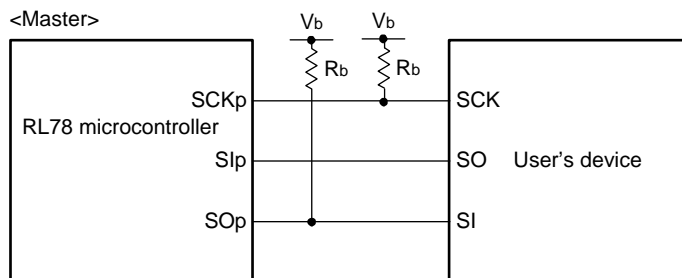 <Master>
Vb Vb
Rb Rb
SCKp SCK
RL78 microcontroller
SIp SO User's device
SOp SI